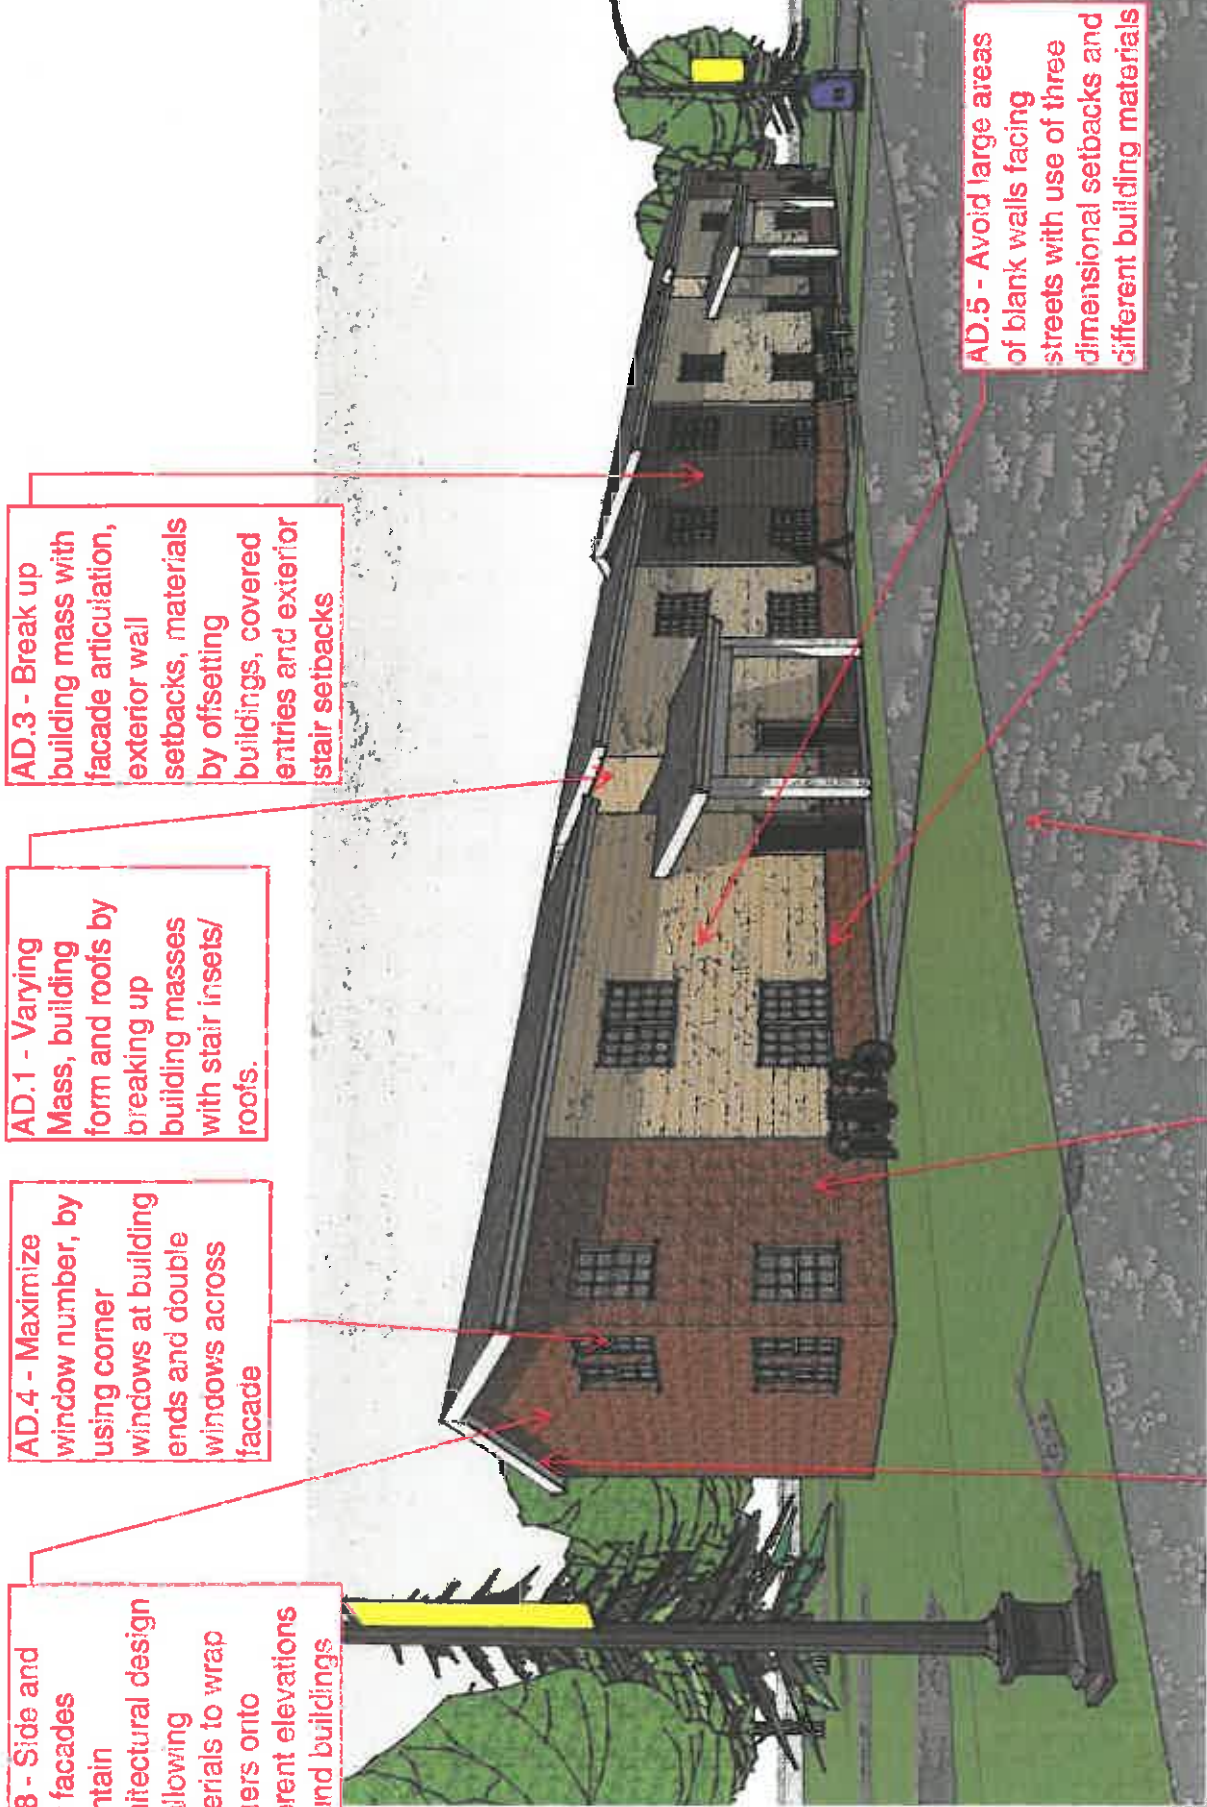 8 - Side and
facades
ntain
itectural design
llowing
erials to wrap
ners onto
rent elevations
und buildings
AD.4 - Maximize
window number, by
using corner
windows at building
ends and double
windows across
facade
AD.1 - Varying
Mass, building
form and roofs by
breaking up
building masses
with stair insets/
roofs.
AD.3 - Break up
building mass with
facade articulation,
exterior wall
setbacks, materials
by offsetting
buildings, covered
entries and exterior
stair setbacks
AD.5 - Avoid large areas
of blank walls facing
streets with use of three
dimensional setbacks and
different building materials